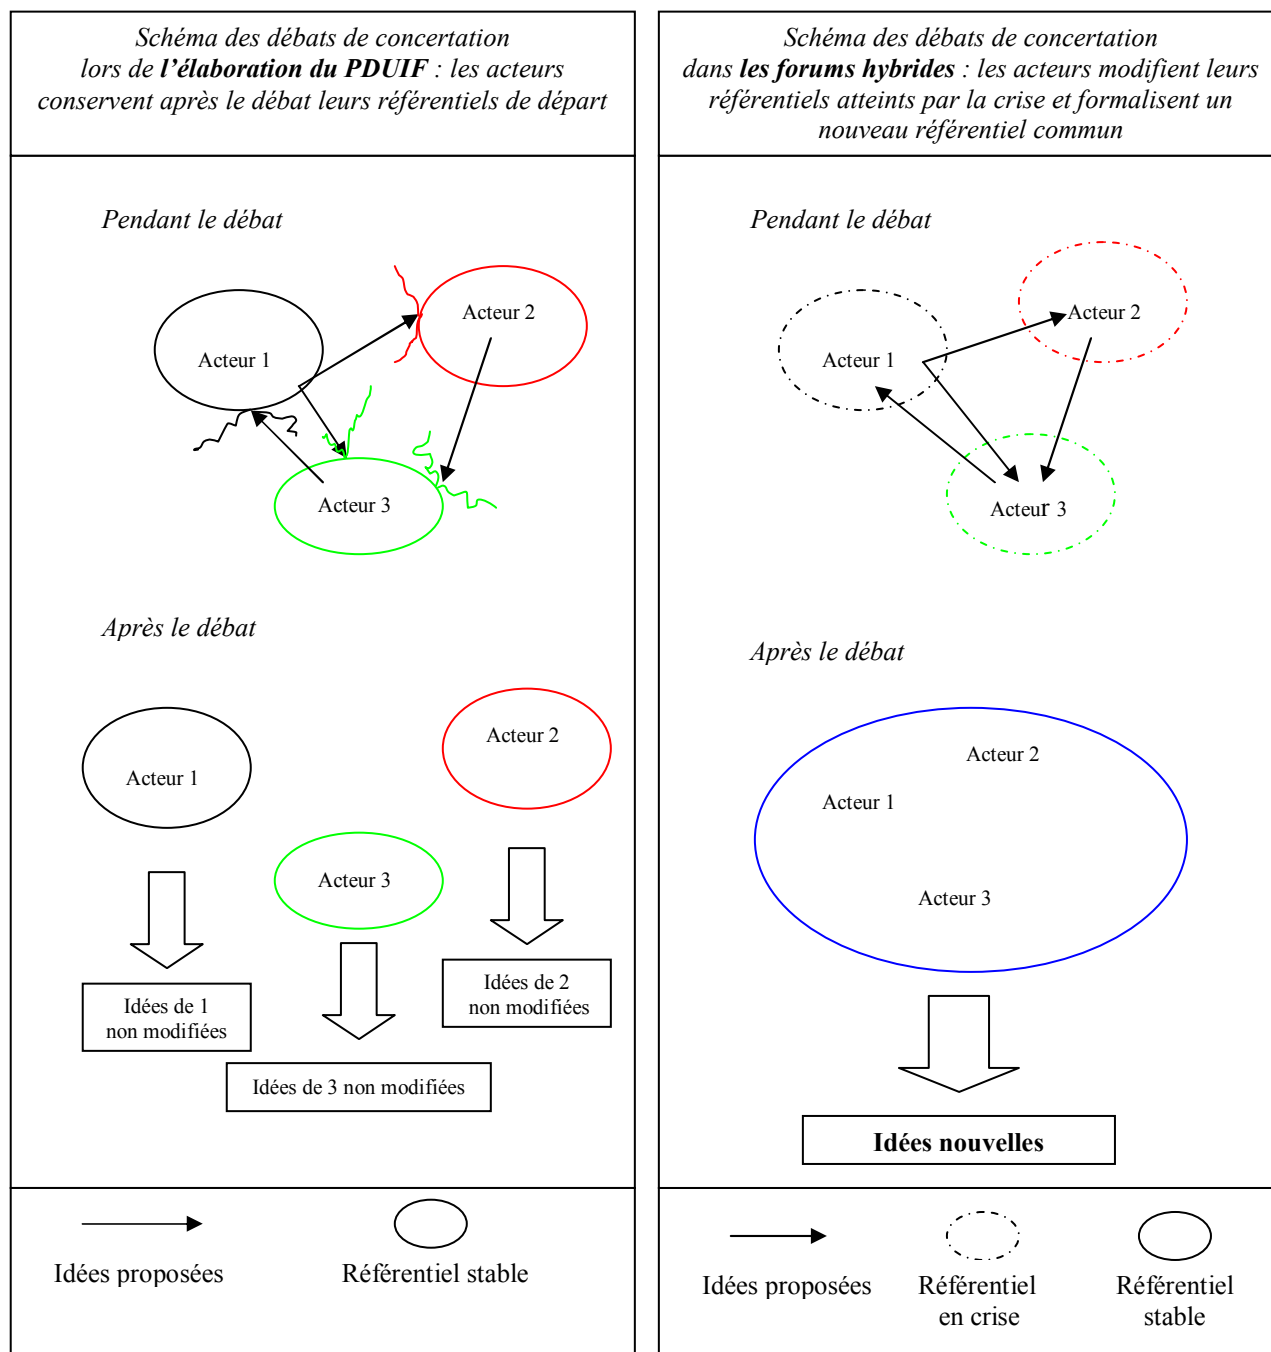 Schéma des débats de concertation
lors de l'élaboration du PDUIF : les acteurs
conservent après le débat leurs référentiels de départ
Pendant le débat
Acteur 1
Acteur 2
Acteur 3
Après le débat
Acteur 1
Acteur 2
Acteur 3
Idées de 1
non modifiées
Idées de 2
non modifiées
Idées de 3 non modifiées
Idées proposées
Référentiel stable
Schéma des débats de concertation
dans les forums hybrides : les acteurs modifient leurs
référentiels atteints par la crise et formalisent un
nouveau référentiel commun
Pendant le débat
Acteur 1
Acteur 2
Acteur 3
Après le débat
Acteur 2
Acteur 1
Acteur 3
Idées nouvelles
Idées proposées
Référentiel
en crise
Référentiel
stable